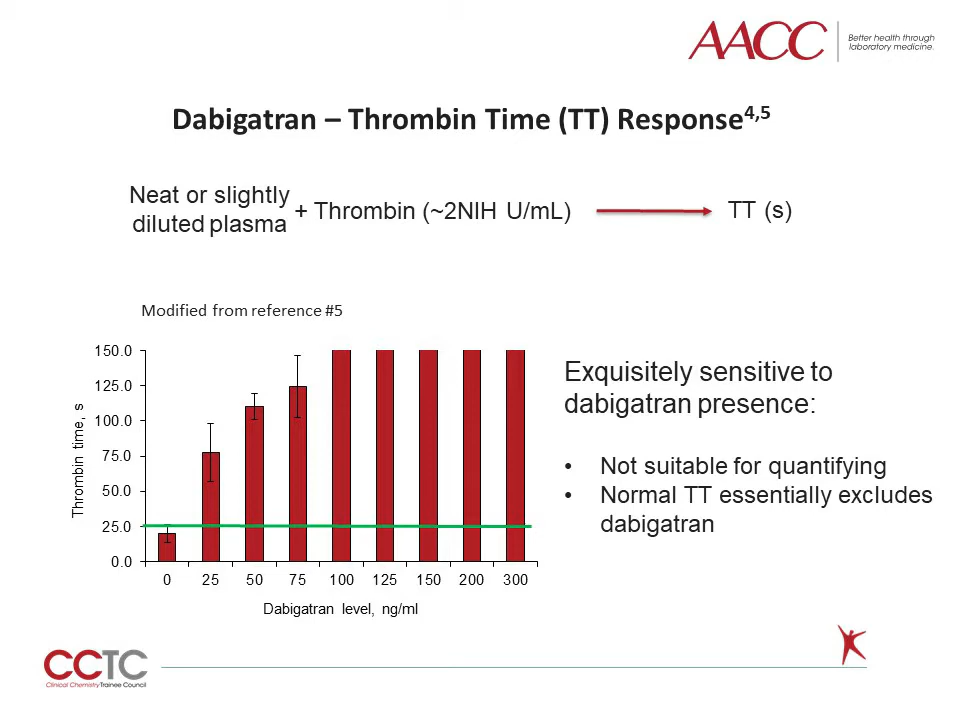 AACC
Better health through
laboratory medicine.
Dabigatran – Thrombin Time (TT) Response4,5
Neat or slightly
diluted plasma
+ Thrombin (~2NIH U/mL)
TT (s)
Modified from reference #5
150.0
125.0
100.0
75.0
50.0
25.0
0.0
Thrombin time, s
0 25 50 75 100 125 150 200 300
Dabigatran level, ng/ml
Exquisitely sensitive to
dabigatran presence:
• Not suitable for quantifying
• Normal TT essentially excludes
dabigatran
CCTC
Clinical Chemistry Trainee Council